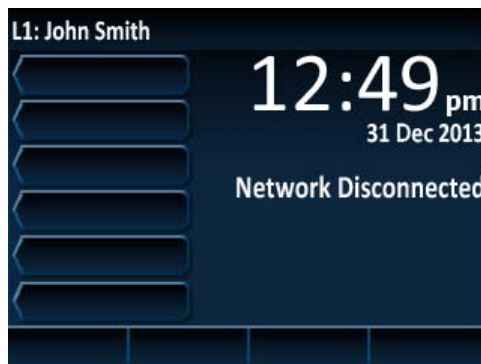 L1: John Smith
12:49 pm
31 Dec 2013
Network Disconnected